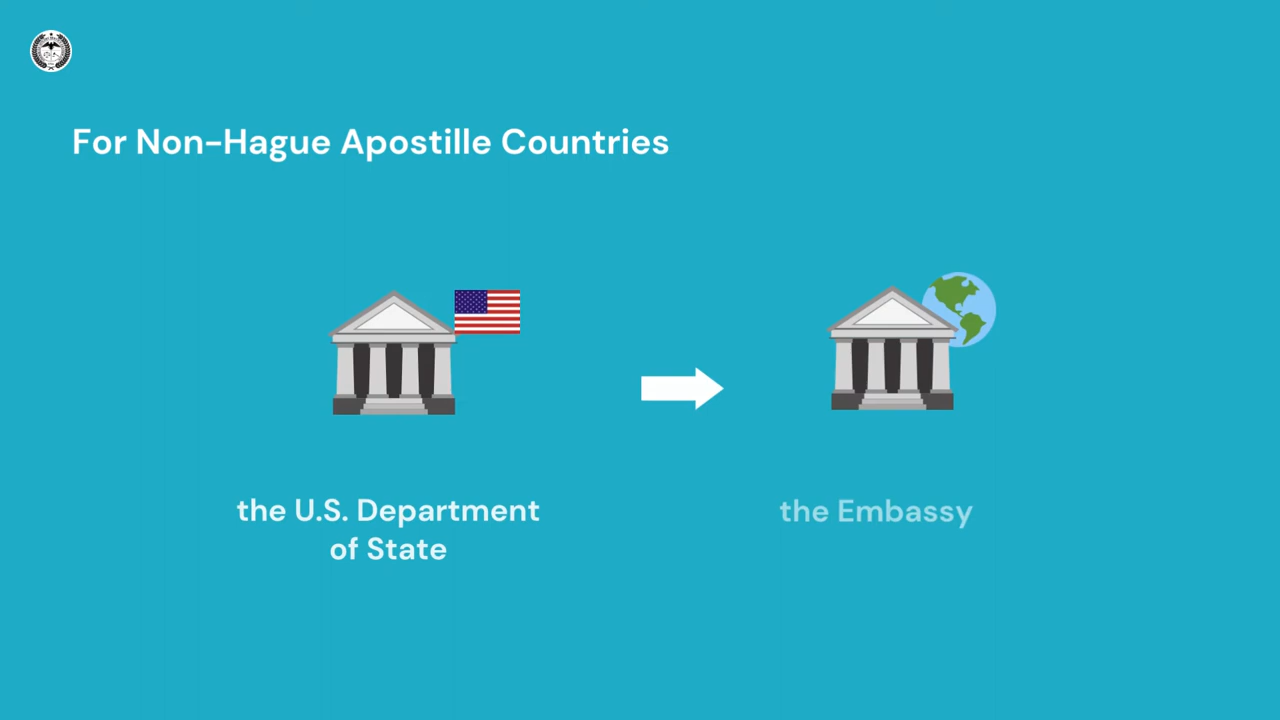 For Non-Hague Apostille Countries
the U.S. Department
of State
the Embassy